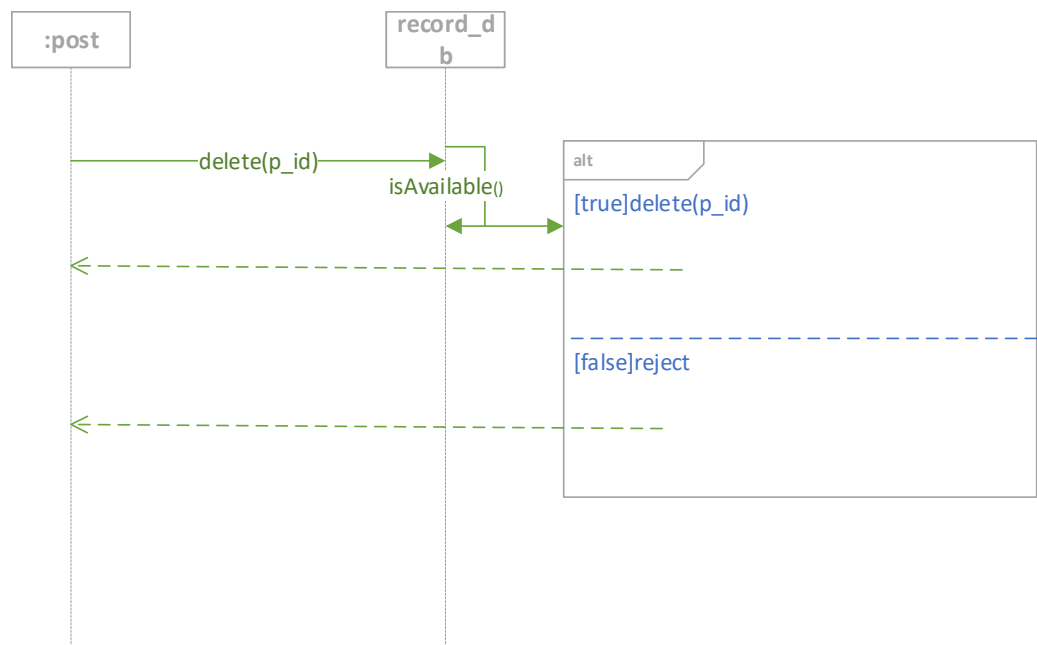 :post
record_d
b
delete(p_id)
isAvailable()
alt
[true]delete(p_id)
[false]reject